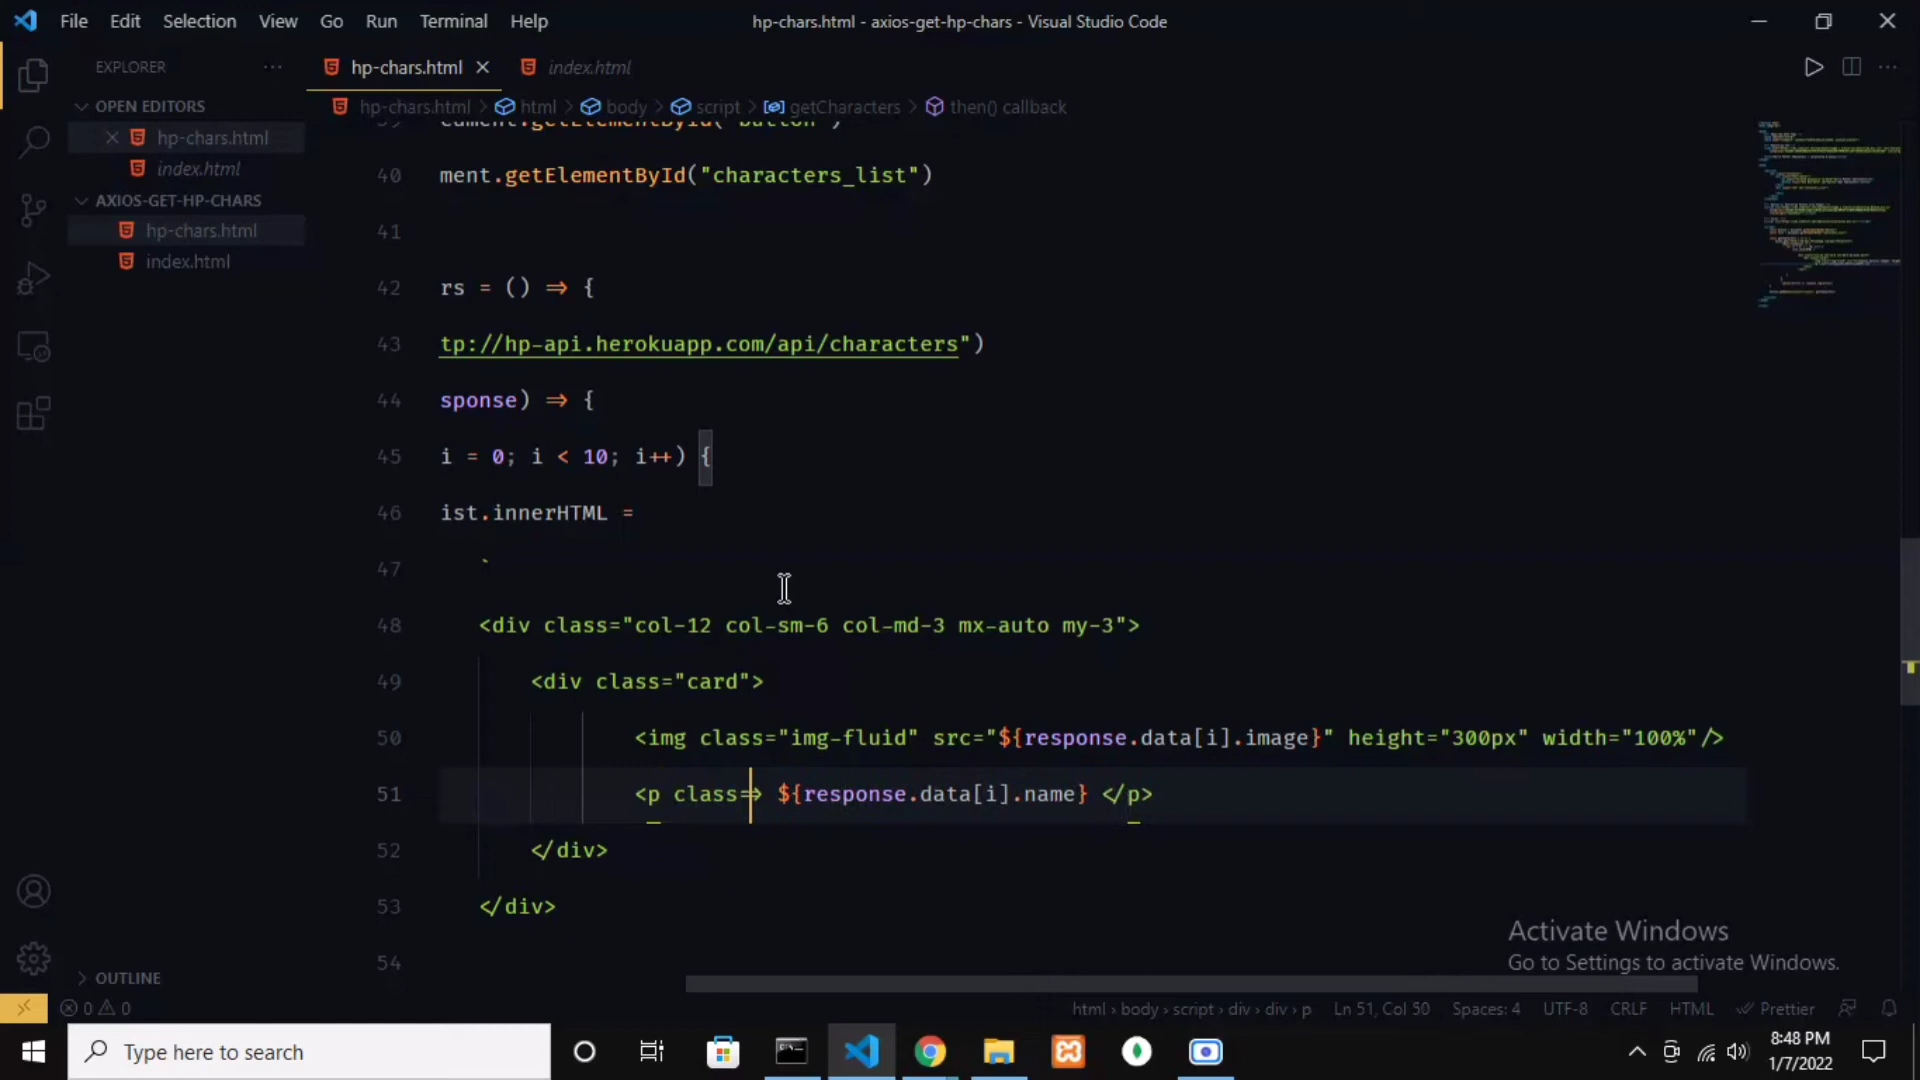 File Edit Selection View Go Run Terminal Help hp-chars.html - axios-get-hp-chars - Visual Studio Code
EXPLORER ··· hp-chars.html index.html
OPEN EDITORS hp-chars.html > html > body > script > getCharacters > then() callback
hp-chars.html
index.html
AXIOS-GET-HP-CHARS
hp-chars.html
index.html
40 ment.getElementById("characters_list")
41
42 rs = () => {
43 tp://hp-api.herokuapp.com/api/characters")
44 sponse) => {
45 i = 0; i < 10; i++) {
46 ist.innerHTML =
47 `
48 <div class="col-12 col-sm-6 col-md-3 mx-auto my-3">
49 <div class="card">
50 <img class="img-fluid" src="${response.data[i].image}" height="300px" width="100%"/>
51 <p class=> ${response.data[i].name} </p>
52 </div>
53 </div>
54
Activate Windows
Go to Settings to activate Windows.
OUTLINE
0 0 html > body > script > div > div > p Ln 51, Col 50 Spaces: 4 UTF-8 CRLF HTML Prettier
Type here to search
8:48 PM
1/7/2022